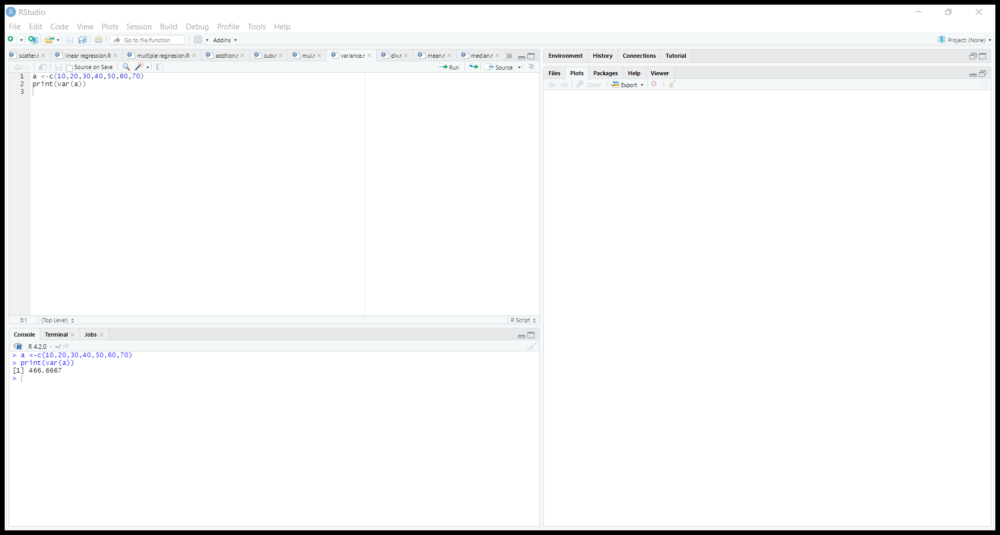 RStudio
File Edit Code View Plots Session Build Debug Profile Tools Help
Go to file/function Addins Project: (None)
scatter.r linear regression.R multiple regrresion.R addtion.r sub.r mul.r variance.r div.r mean.r median.r
Source on Save Run Source
1 a <-c(10,20,30,40,50,60,70)
2 print(var(a))
3
3:1 (Top Level) R Script
Console Terminal Jobs
R 4.2.0 · ~/
> a <-c(10,20,30,40,50,60,70)
> print(var(a))
[1] 466.6667
>
Environment History Connections Tutorial
Files Plots Packages Help Viewer
Zoom Export